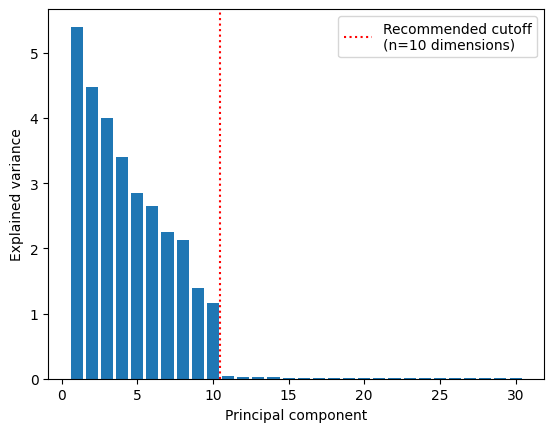 Recommended cutoff
(n=10 dimensions)
Explained variance
5
4
3
2
1
0
0 5 10 15 20 25 30
Principal component